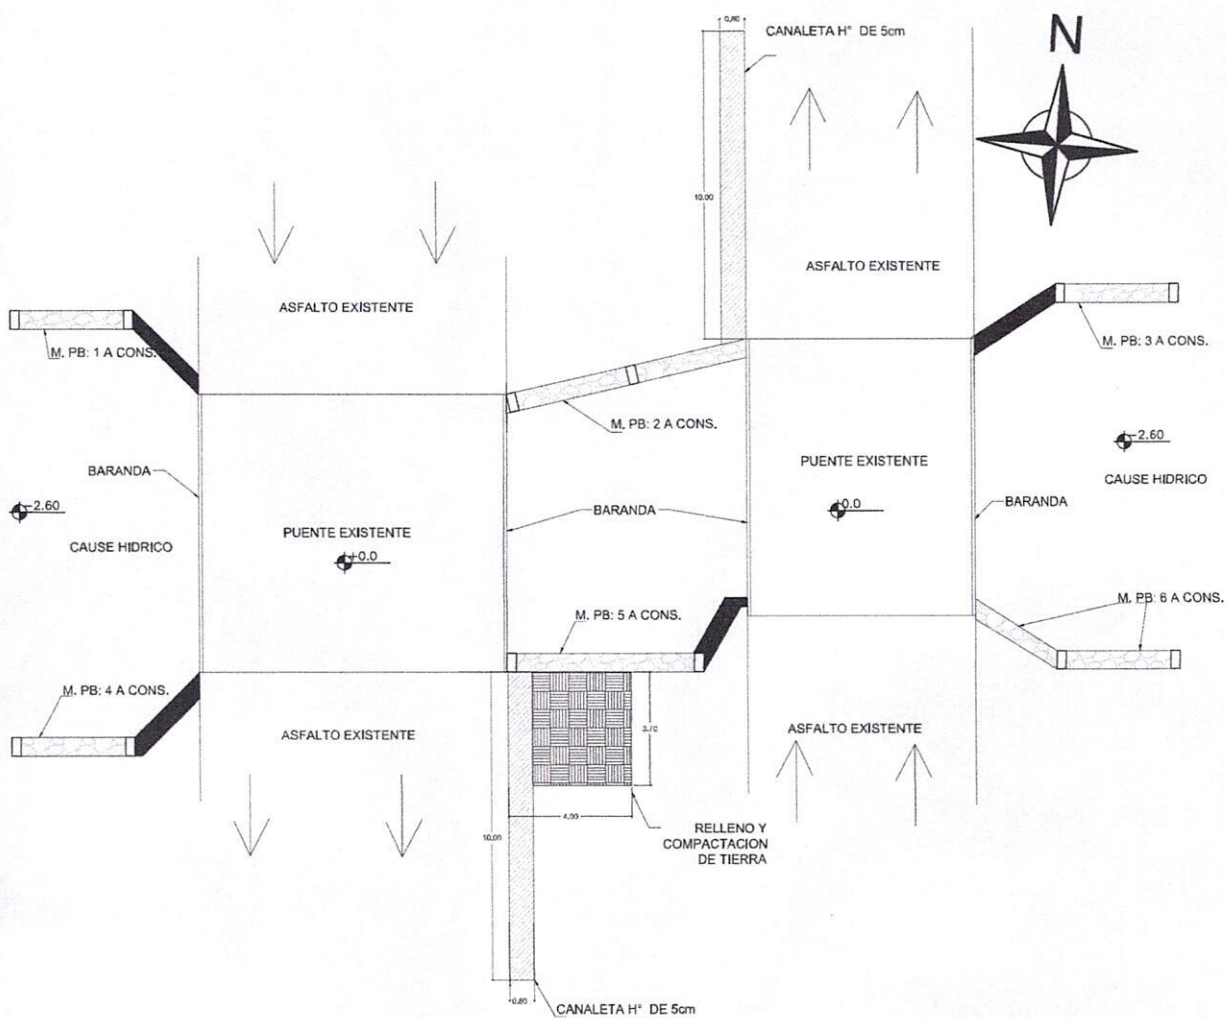 0.80
CANALETA H° DE 5cm
N
10.00
ASFALTO EXISTENTE
ASFALTO EXISTENTE
M. PB: 1 A CONS.
M. PB: 3 A CONS.
M. PB: 2 A CONS.
-2.60
BARANDA
PUENTE EXISTENTE
CAUSE HIDRICO
-2.60
+0.0
BARANDA
BARANDA
PUENTE EXISTENTE
CAUSE HIDRICO
+0.0
M. PB: 5 A CONS.
M. PB: 6 A CONS.
M. PB: 4 A CONS.
ASFALTO EXISTENTE
3.70
ASFALTO EXISTENTE
4.00
RELLENO Y
COMPACTACION
DE TIERRA
10.00
0.80
CANALETA H° DE 5cm